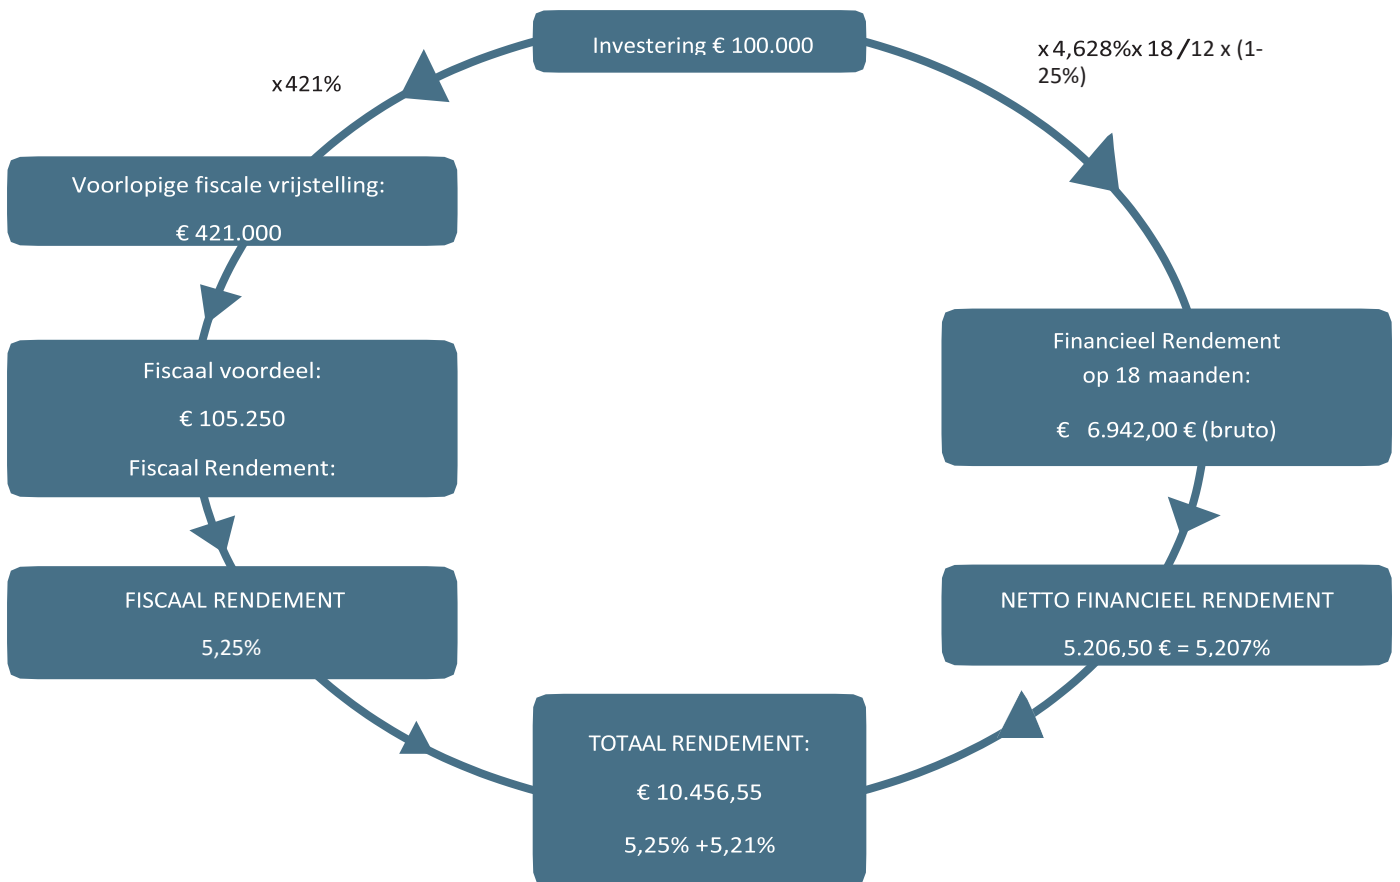 Investering € 100.000
x 421%
x 4,628%x 18 /12 x (1-
25%)
Voorlopige fiscale vrijstelling:
€ 421.000
Fiscaal voordeel:
€ 105.250
Fiscaal Rendement:
FISCAAL RENDEMENT
5,25%
Financieel Rendement
op 18 maanden:
€ 6.942,00 € (bruto)
NETTO FINANCIEEL RENDEMENT
5.206,50 € = 5,207%
TOTAAL RENDEMENT:
€ 10.456,55
5,25% +5,21%